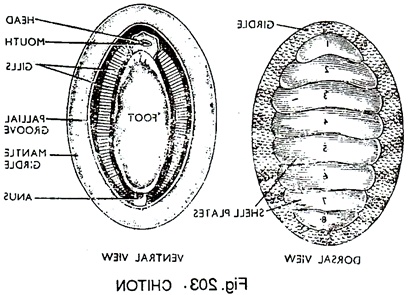 HEAD
MOUTH
GILLS
PALLIAL
GROOVE
MANTLE
GIRDLE
ANUS
FOOT
VENTRAL VIEW
GIRDLE
1
2
3
4
5
6
7
8
SHELL PLATES
DORSAL VIEW
Fig. 203. CHITON